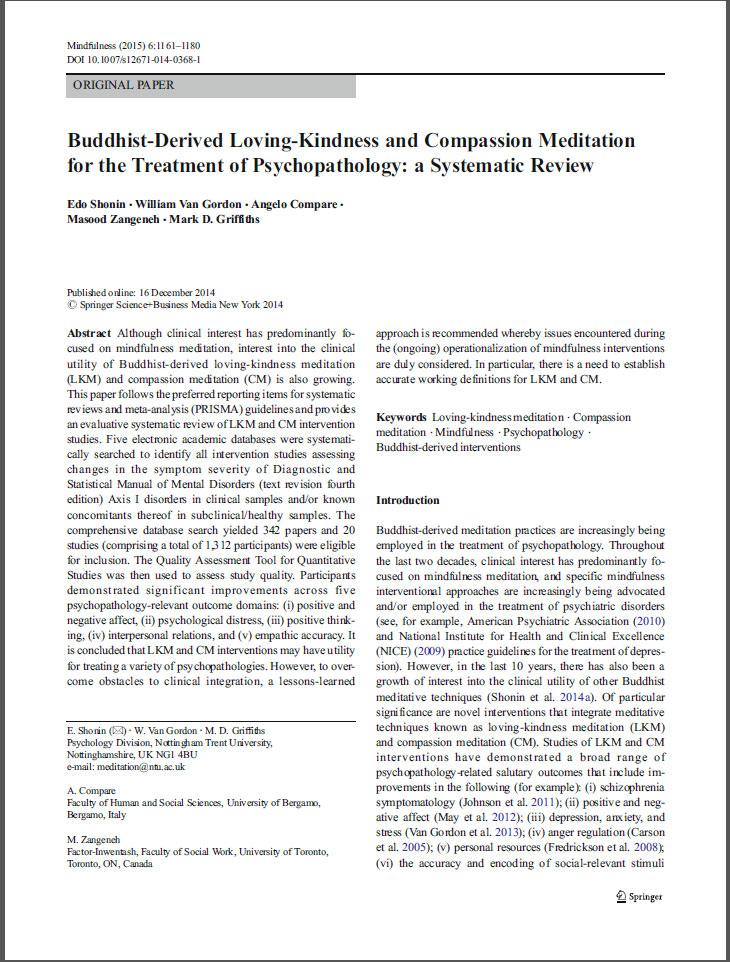 Mindfulness (2015) 6:1161–1180
DOI 10.1007/s12671-014-0368-1
ORIGINAL PAPER
Buddhist-Derived Loving-Kindness and Compassion Meditation
for the Treatment of Psychopathology: a Systematic Review
Edo Shonin · William Van Gordon · Angelo Compare ·
Masood Zangeneh · Mark D. Griffiths
Published online: 16 December 2014
© Springer Science+Business Media New York 2014
Abstract Although clinical interest has predominantly fo-
cused on mindfulness meditation, interest into the clinical
utility of Buddhist-derived loving-kindness meditation
(LKM) and compassion meditation (CM) is also growing.
This paper follows the preferred reporting items for systematic
reviews and meta-analysis (PRISMA) guidelines and provides
an evaluative systematic review of LKM and CM intervention
studies. Five electronic academic databases were systemati-
cally searched to identify all intervention studies assessing
changes in the symptom severity of Diagnostic and
Statistical Manual of Mental Disorders (text revision fourth
edition) Axis I disorders in clinical samples and/or known
concomitants thereof in subclinical/healthy samples. The
comprehensive database search yielded 342 papers and 20
studies (comprising a total of 1,312 participants) were eligible
for inclusion. The Quality Assessment Tool for Quantitative
Studies was then used to assess study quality. Participants
demonstrated significant improvements across five
psychopathology-relevant outcome domains: (i) positive and
negative affect, (ii) psychological distress, (iii) positive think-
ing, (iv) interpersonal relations, and (v) empathic accuracy. It
is concluded that LKM and CM interventions may have utility
for treating a variety of psychopathologies. However, to over-
come obstacles to clinical integration, a lessons-learned
approach is recommended whereby issues encountered during
the (ongoing) operationalization of mindfulness interventions
are duly considered. In particular, there is a need to establish
accurate working definitions for LKM and CM.
Keywords Loving-kindness meditation · Compassion
meditation · Mindfulness · Psychopathology ·
Buddhist-derived interventions
Introduction
Buddhist-derived meditation practices are increasingly being
employed in the treatment of psychopathology. Throughout
the last two decades, clinical interest has predominantly fo-
cused on mindfulness meditation, and specific mindfulness
interventional approaches are increasingly being advocated
and/or employed in the treatment of psychiatric disorders
(see, for example, American Psychiatric Association (2010)
and National Institute for Health and Clinical Excellence
(NICE) (2009) practice guidelines for the treatment of depres-
sion). However, in the last 10 years, there has also been a
growth of interest into the clinical utility of other Buddhist
meditative techniques (Shonin et al. 2014a). Of particular
significance are novel interventions that integrate meditative
techniques known as loving-kindness meditation (LKM)
and compassion meditation (CM). Studies of LKM and CM
interventions have demonstrated a broad range of
psychopathology-related salutary outcomes that include im-
provements in the following (for example): (i) schizophrenia
symptomatology (Johnson et al. 2011); (ii) positive and neg-
ative affect (May et al. 2012); (iii) depression, anxiety, and
stress (Van Gordon et al. 2013); (iv) anger regulation (Carson
et al. 2005); (v) personal resources (Fredrickson et al. 2008);
(vi) the accuracy and encoding of social-relevant stimuli
E. Shonin (✉) · W. Van Gordon · M. D. Griffiths
Psychology Division, Nottingham Trent University,
Nottinghamshire, UK NG1 4BU
e-mail: meditation@ntu.ac.uk
A. Compare
Faculty of Human and Social Sciences, University of Bergamo,
Bergamo, Italy
M. Zangeneh
Factor-Inwentash, Faculty of Social Work, University of Toronto,
Toronto, ON, Canada
Springer